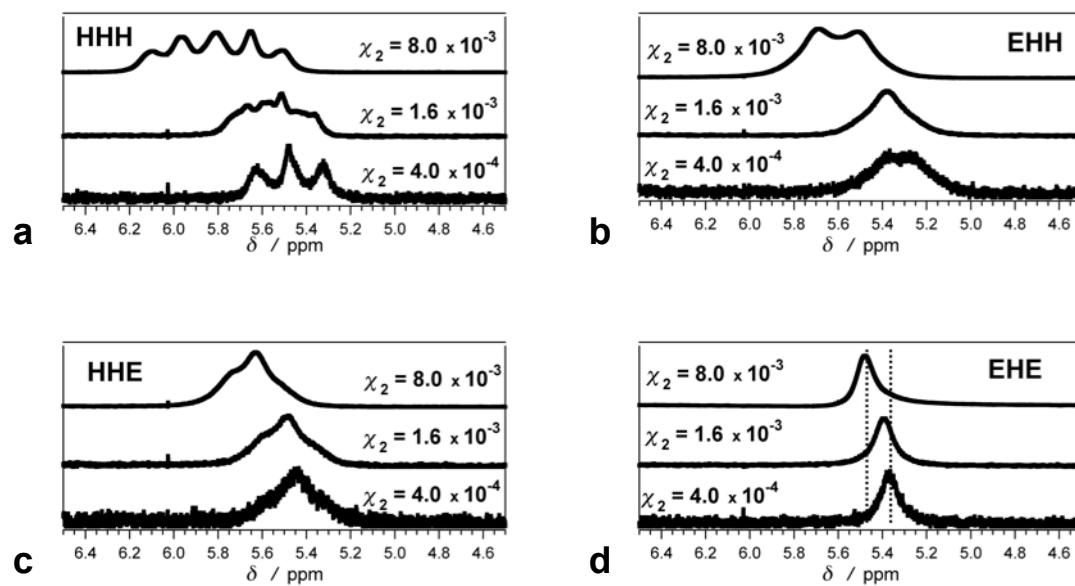 HHH
χ2 = 8.0 x 10-3
χ2 = 1.6 x 10-3
χ2 = 4.0 x 10-4
6.4 6.2 6.0 5.8 5.6 5.4 5.2 5.0 4.8 4.6
δ / ppm
a
EHH
χ2 = 8.0 x 10-3
χ2 = 1.6 x 10-3
χ2 = 4.0 x 10-4
6.4 6.2 6.0 5.8 5.6 5.4 5.2 5.0 4.8 4.6
δ / ppm
b
HHE
χ2 = 8.0 x 10-3
χ2 = 1.6 x 10-3
χ2 = 4.0 x 10-4
6.4 6.2 6.0 5.8 5.6 5.4 5.2 5.0 4.8 4.6
δ / ppm
c
EHE
χ2 = 8.0 x 10-3
χ2 = 1.6 x 10-3
χ2 = 4.0 x 10-4
6.4 6.2 6.0 5.8 5.6 5.4 5.2 5.0 4.8 4.6
δ / ppm
d